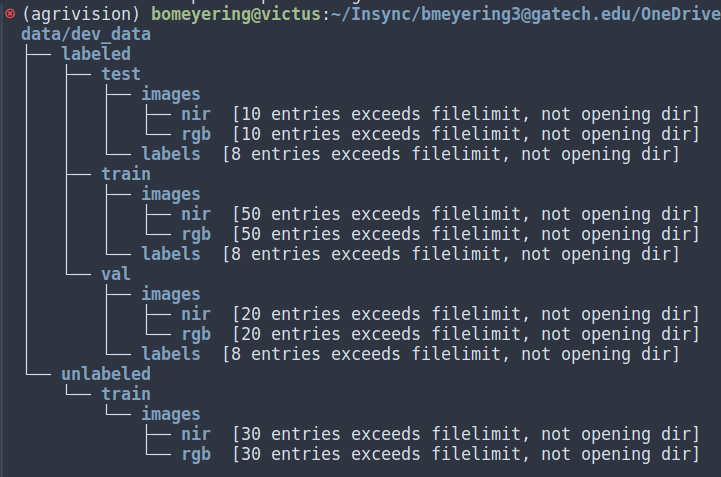 (agrivision) bomeyering@victus:~/Insync/bmeyering3@gatech.edu/OneDrive
data/dev_data
├── labeled
│   ├── test
│   │   ├── images
│   │   │   ├── nir  [10 entries exceeds filelimit, not opening dir]
│   │   │   └── rgb  [10 entries exceeds filelimit, not opening dir]
│   │   └── labels  [8 entries exceeds filelimit, not opening dir]
│   ├── train
│   │   ├── images
│   │   │   ├── nir  [50 entries exceeds filelimit, not opening dir]
│   │   │   └── rgb  [50 entries exceeds filelimit, not opening dir]
│   │   └── labels  [8 entries exceeds filelimit, not opening dir]
│   └── val
│       ├── images
│       │   ├── nir  [20 entries exceeds filelimit, not opening dir]
│       │   └── rgb  [20 entries exceeds filelimit, not opening dir]
│       └── labels  [8 entries exceeds filelimit, not opening dir]
└── unlabeled
    └── train
        └── images
            ├── nir  [30 entries exceeds filelimit, not opening dir]
            └── rgb  [30 entries exceeds filelimit, not opening dir]